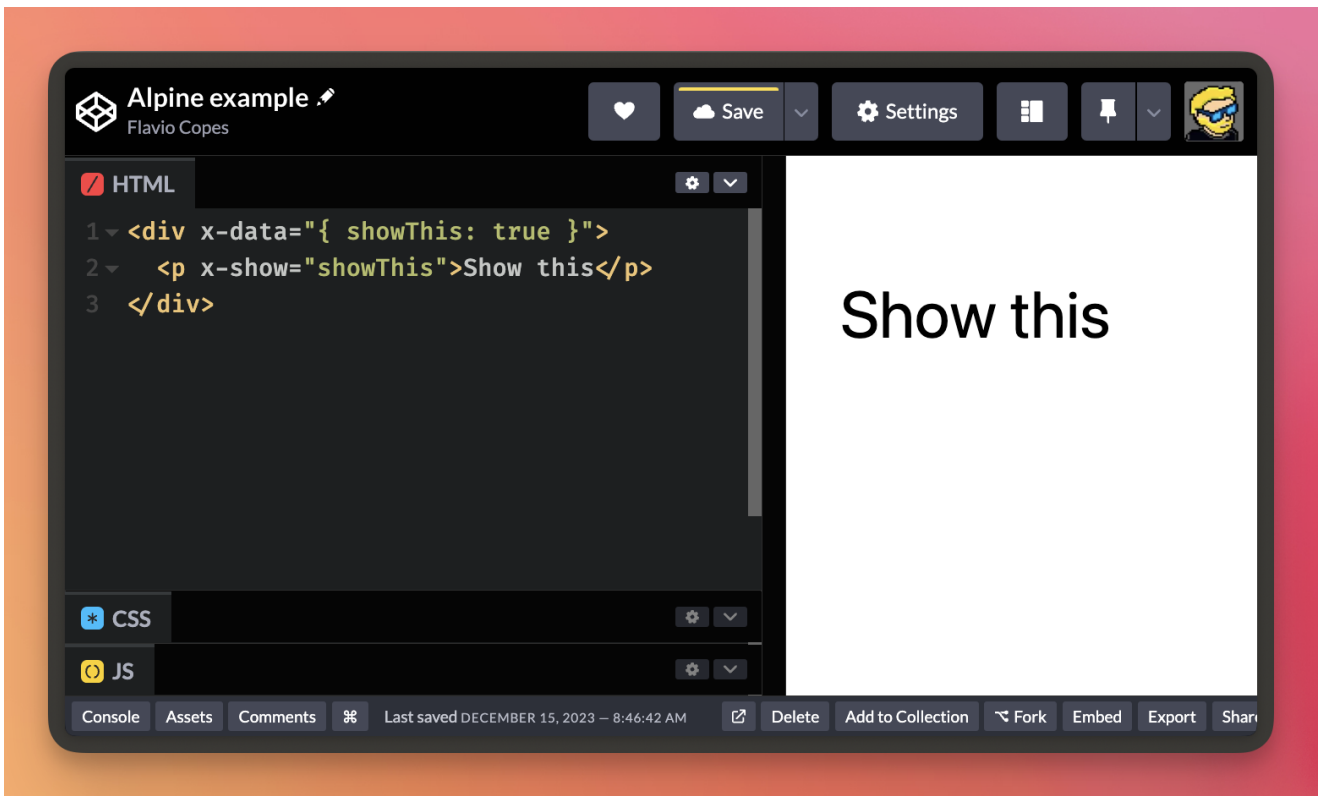 Alpine example
Flavio Copes
Save
Settings
HTML
1 <div x-data="{ showThis: true }">
2 <p x-show="showThis">Show this</p>
3 </div>
Show this
CSS
JS
Console Assets Comments ⌘ Last saved DECEMBER 15, 2023 — 8:46:42 AM Delete Add to Collection Fork Embed Export Shar